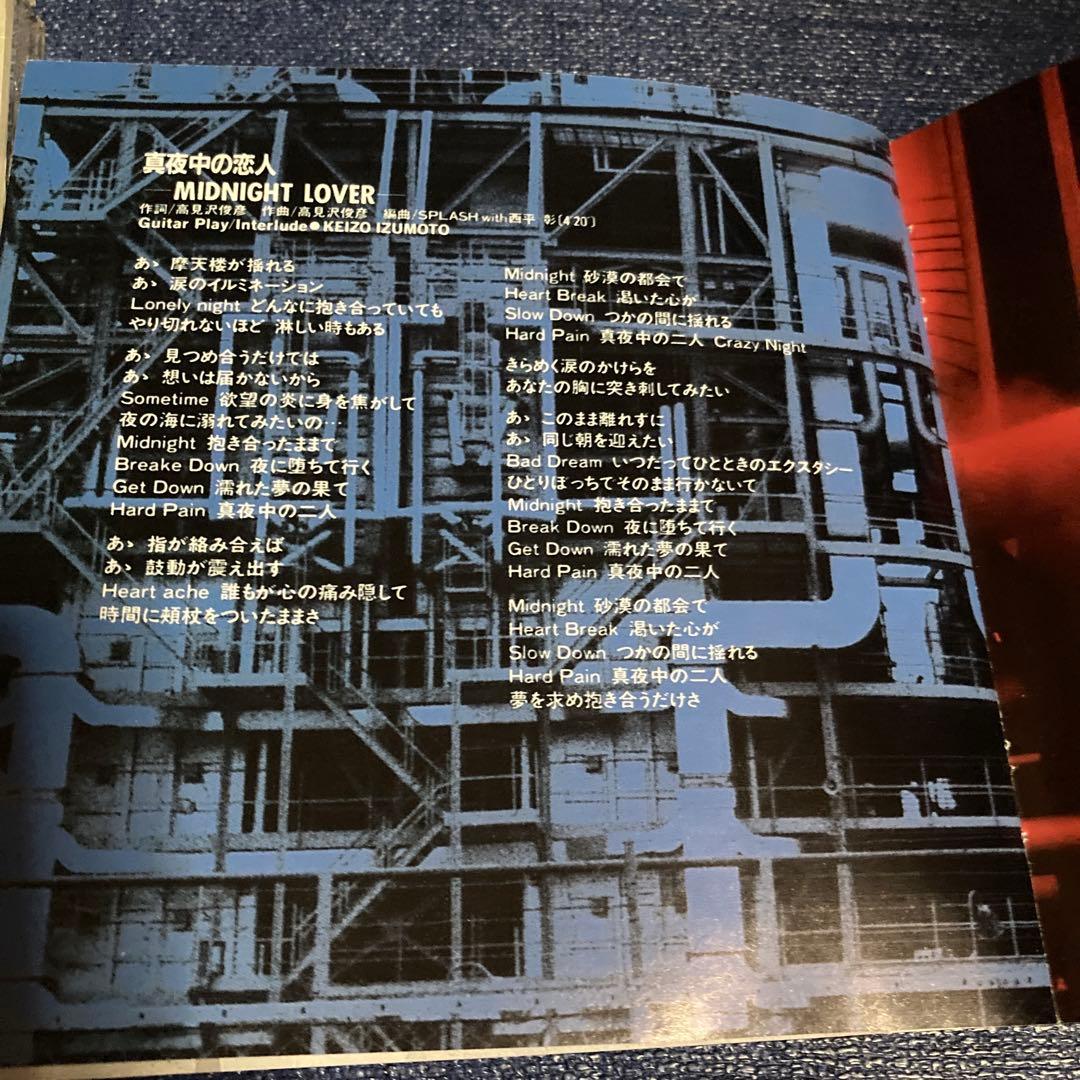 真夜中の恋人
—MIDNIGHT LOVER—
作詞/高見沢俊彦 作曲/高見沢俊彦 編曲/SPLASH with西平 彰[4'20"]
Guitar Play/Interlude●KEIZO IZUMOTO
あゝ 摩天楼が揺れる
あゝ 涙のイルミネーション
Lonely night どんなに抱き合っていても
やり切れないほど 淋しい時もある
あゝ 見つめ合うだけでは
あゝ 想いは届かないから
Sometime 欲望の炎に身を焦がして
夜の海に溺れてみたいの…
Midnight 抱き合ったままで
Breake Down 夜に堕ちて行く
Get Down 濡れた夢の果て
Hard Pain 真夜中の二人
あゝ 指が絡み合えば
あゝ 鼓動が震え出す
Heart ache 誰もが心の痛み隠して
時間に頬杖をついたままさ
Midnight 砂漠の都会で
Heart Break 渇いた心が
Slow Down つかの間に揺れる
Hard Pain 真夜中の二人 Crazy Night
きらめく涙のかけらを
あなたの胸に突き刺してみたい
あゝ このまま離れずに
あゝ 同じ朝を迎えたい
Bad Dream いつだってひとときのエクスタシー
ひとりぼっちでそのまま行かないで
Midnight 抱き合ったままで
Break Down 夜に堕ちて行く
Get Down 濡れた夢の果て
Hard Pain 真夜中の二人
Midnight 砂漠の都会で
Heart Break 渇いた心が
Slow Down つかの間に揺れる
Hard Pain 真夜中の二人
夢を求め抱き合うだけさ